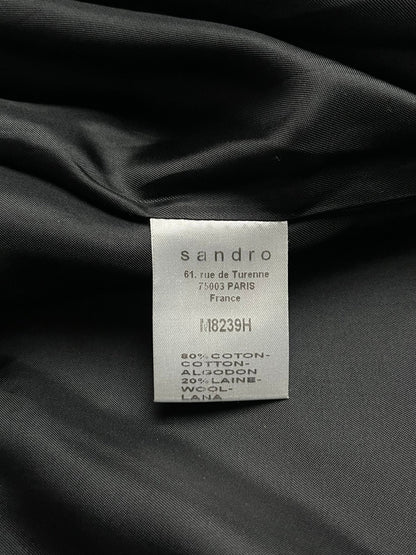 sandro
61, rue de Turenne
75003 PARIS
France
M8239H
80%COTON-
COTTON-
ALGODON
20%LAINE-
WOOL-
LANA